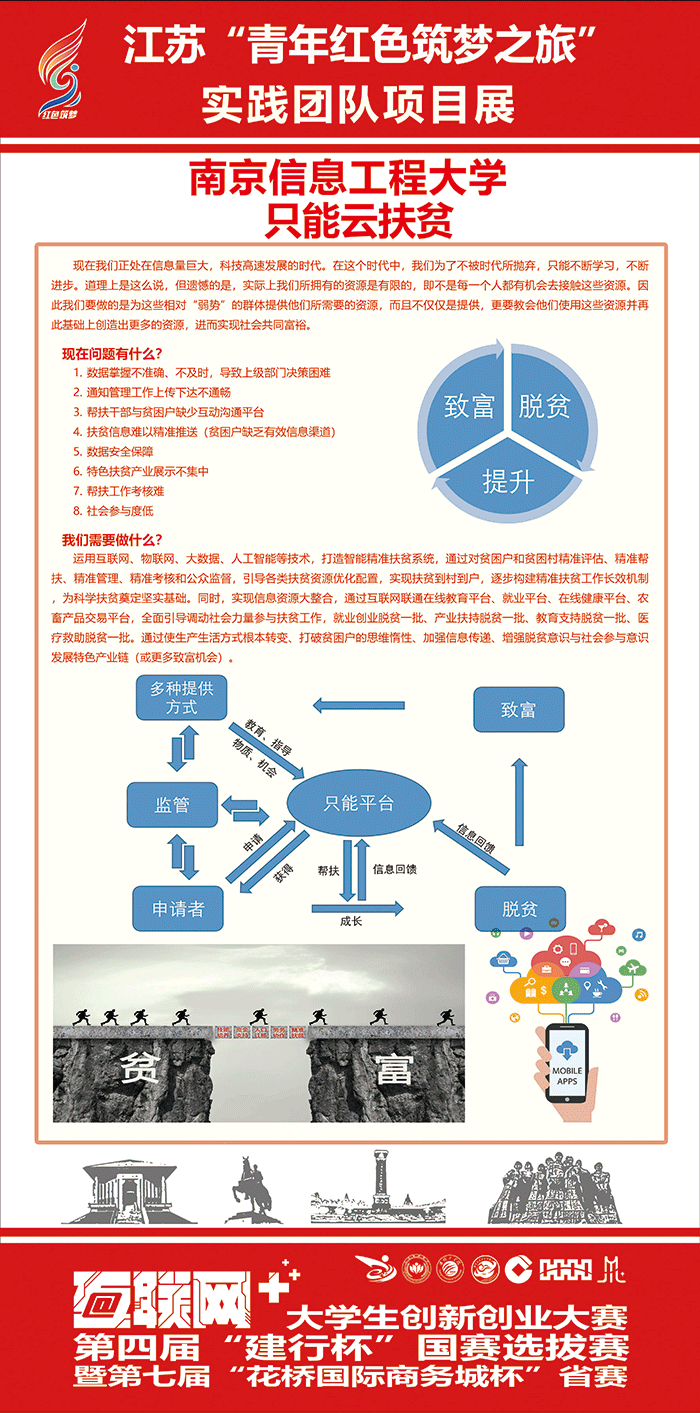 江苏“青年红色筑梦之旅”
红色筑梦
实践团队项目展
南京信息工程大学
只能云扶贫
现在我们正处在信息量巨大，科技高速发展的时代。在这个时代中，我们为了不被时代所抛弃，只能不断学习，不断
进步。道理上是这么说，但遗憾的是，实际上我们所拥有的资源是有限的，即不是每一个人都有机会去接触这些资源。因
此我们要做的是为这些相对“弱势”的群体提供他们所需要的资源，而且不仅仅是提供，更要教会他们使用这些资源并再
此基础上创造出更多的资源，进而实现社会共同富裕。
现在问题有什么？
1. 数据掌握不准确、不及时，导致上级部门决策困难
2. 通知管理工作上传下达不通畅
3. 帮扶干部与贫困户缺少互动沟通平台
4. 扶贫信息难以精准推送（贫困户缺乏有效信息渠道）
5. 数据安全保障
6. 特色扶贫产业展示不集中
7. 帮扶工作考核难
8. 社会参与度低
致富
脱贫
提升
我们需要做什么？
运用互联网、物联网、大数据、人工智能等技术，打造智能精准扶贫系统，通过对贫困户和贫困村精准评估、精准帮
扶、精准管理、精准考核和公众监督，引导各类扶贫资源优化配置，实现扶贫到村到户，逐步构建精准扶贫工作长效机制
，为科学扶贫奠定坚实基础。同时，实现信息资源大整合，通过互联网联通在线教育平台、就业平台、在线健康平台、农
畜产品交易平台，全面引导调动社会力量参与扶贫工作，就业创业脱贫一批、产业扶持脱贫一批、教育支持脱贫一批、医
疗救助脱贫一批。通过使生产生活方式根本转变、打破贫困户的思维惰性、加强信息传递、增强脱贫意识与社会参与意识
发展特色产业链（或更多致富机会）。
多种提供
方式
致富
教育、指导
物质、机会
监管
只能平台
申请
获得
信息回馈
帮扶
信息回馈
申请者
成长
脱贫
贫
富
MOBILE
APPS
互联网+
大学生创新创业大赛
第四届“建行杯”国赛选拔赛
暨第七届“花桥国际商务城杯”省赛